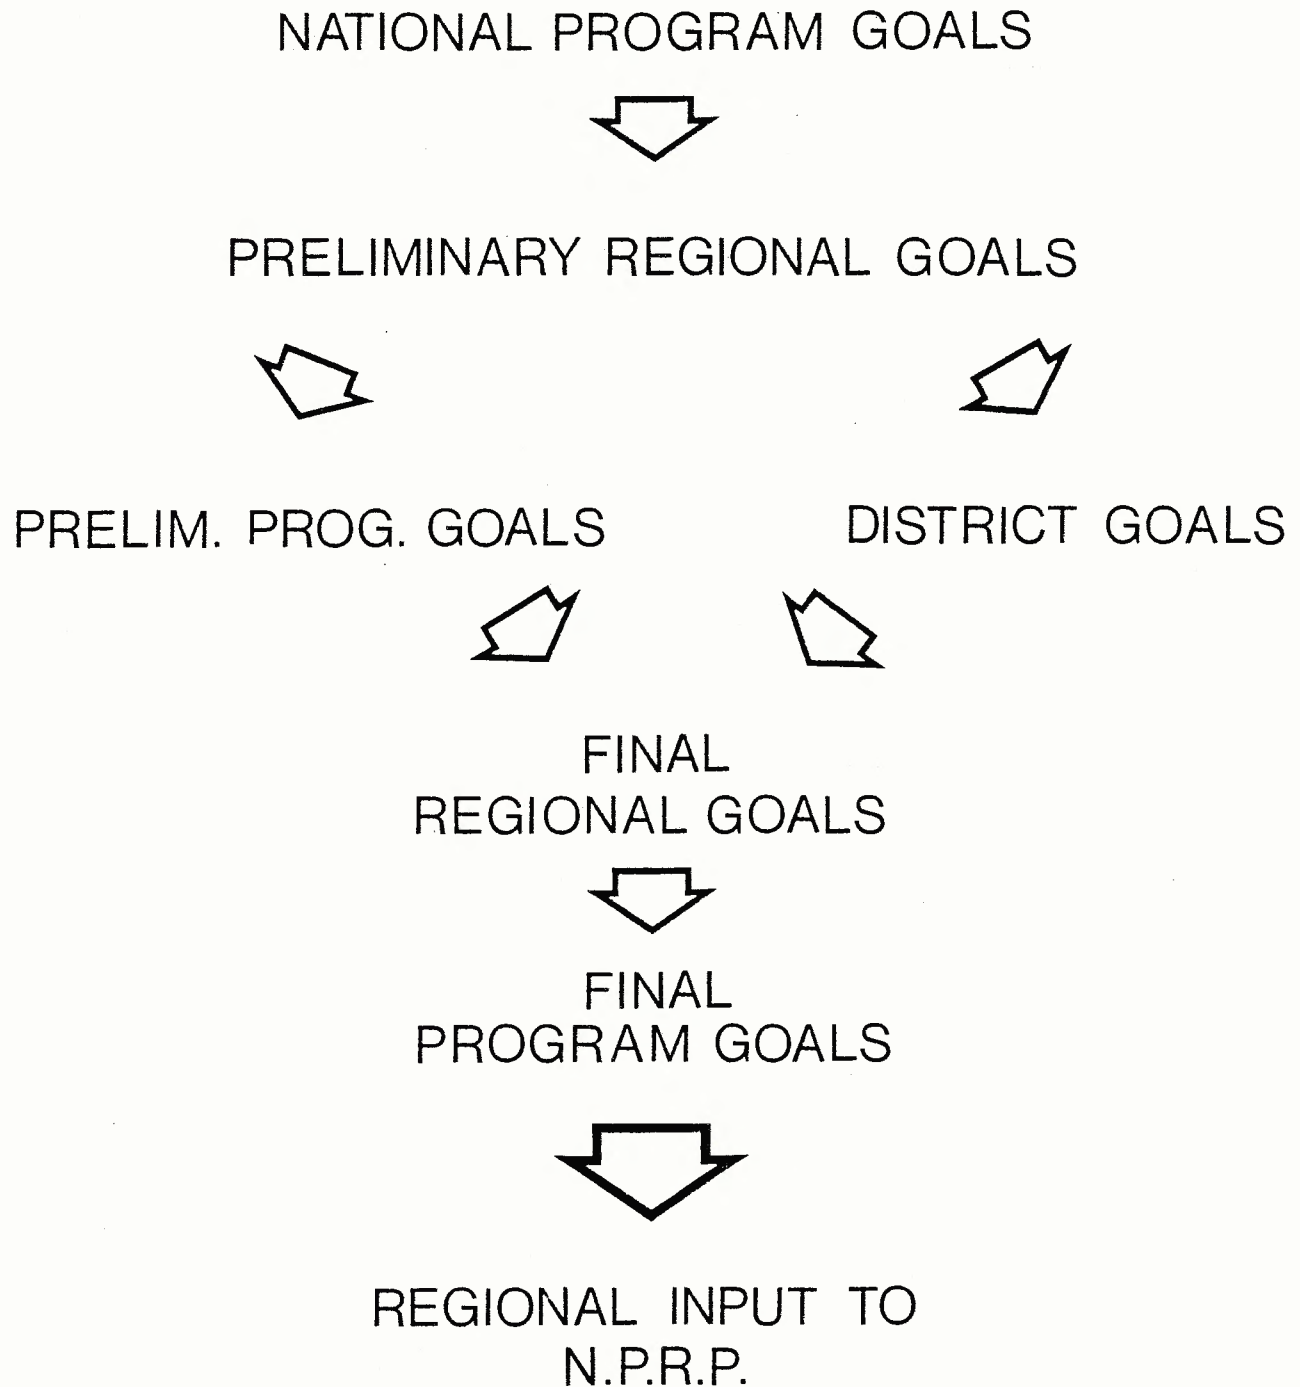 NATIONAL PROGRAM GOALS
PRELIMINARY REGIONAL GOALS
PRELIM. PROG. GOALS
DISTRICT GOALS
FINAL
REGIONAL GOALS
FINAL
PROGRAM GOALS
REGIONAL INPUT TO
N.P.R.P.